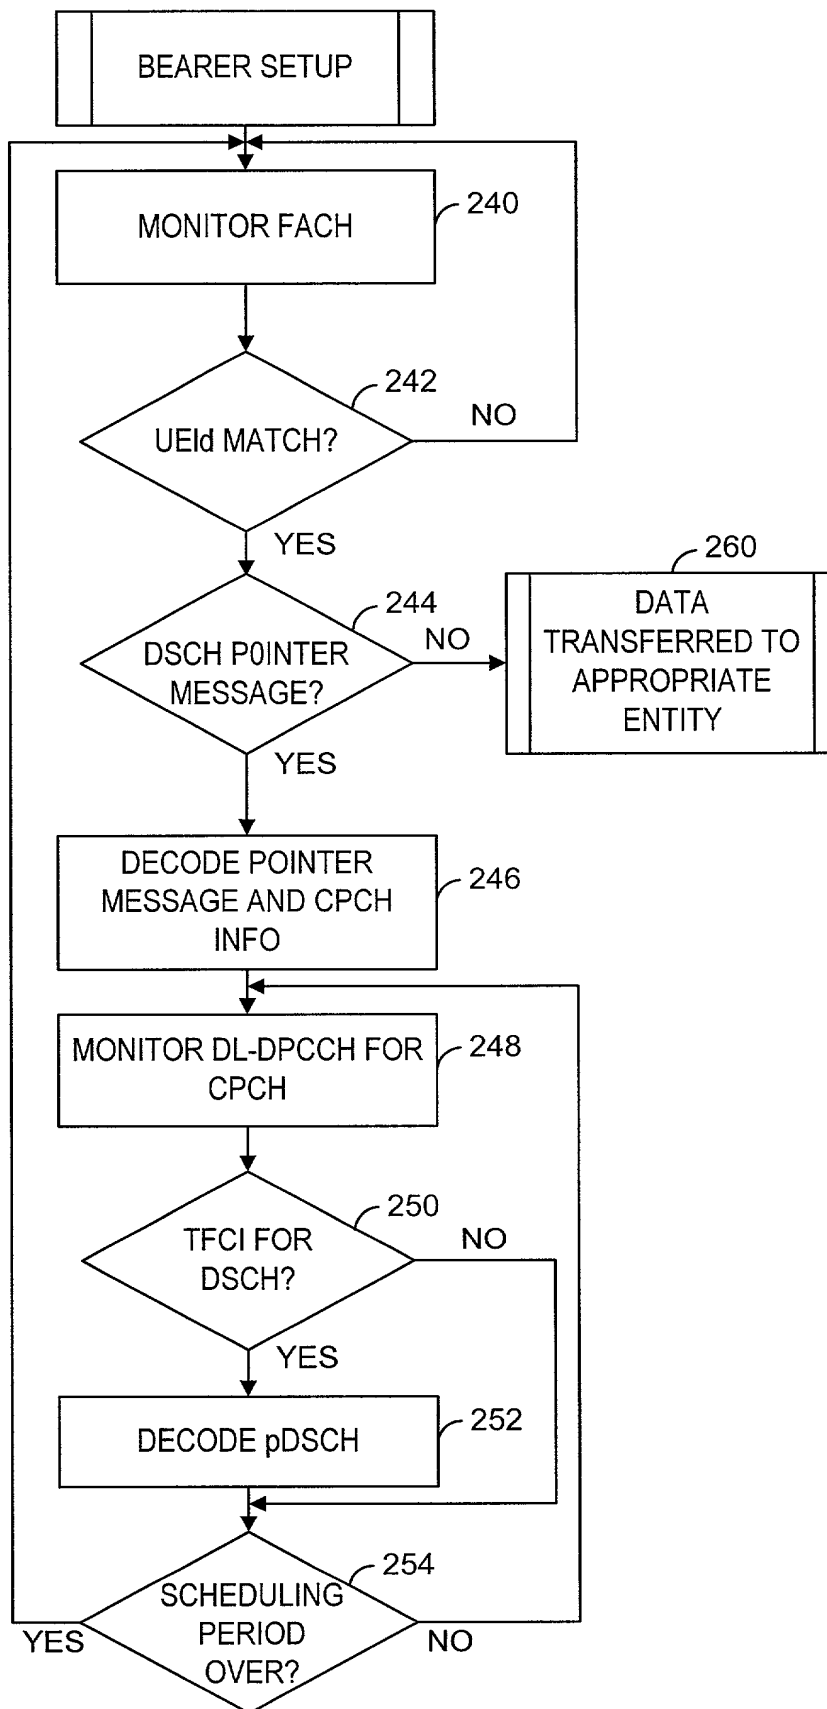 BEARER SETUP
MONITOR FACH
240
242
UEId MATCH?
NO
YES
260
244
DSCH P0INTER
MESSAGE?
NO
DATA
TRANSFERRED TO
APPROPRIATE
ENTITY
YES
DECODE POINTER
MESSAGE AND CPCH
INFO
246
MONITOR DL-DPCCH FOR
CPCH
248
250
TFCI FOR
DSCH?
NO
YES
DECODE pDSCH
252
254
SCHEDULING
PERIOD
OVER?
YES
NO